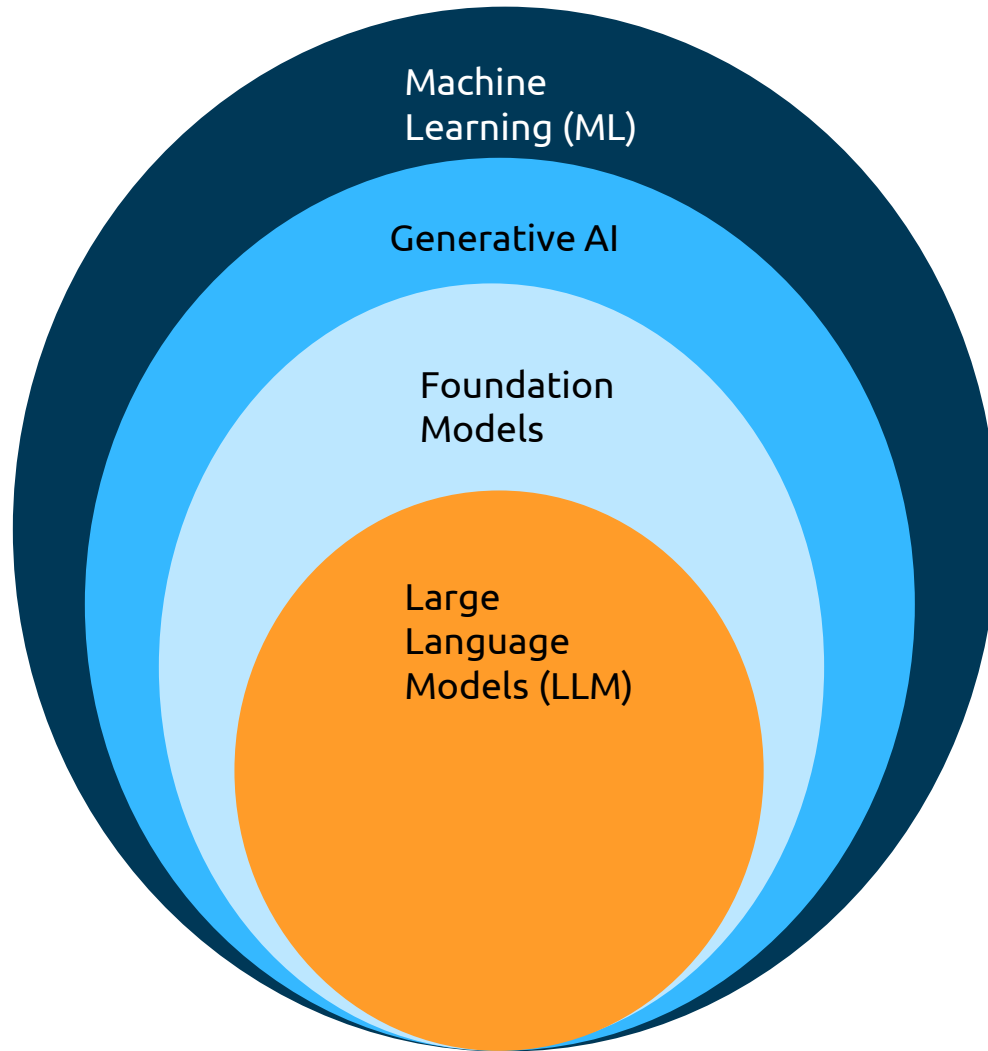 Machine
Learning (ML)
Generative AI
Foundation
Models
Large
Language
Models (LLM)